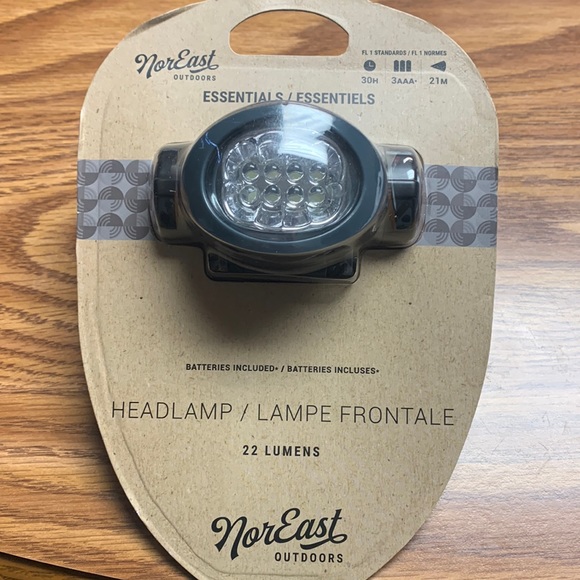 NorEast
OUTDOORS
FL 1 STANDARDS / FL 1 NORMES
30H 3AAA• 21M
ESSENTIALS / ESSENTIELS
BATTERIES INCLUDED• / BATTERIES INCLUSES•
HEADLAMP / LAMPE FRONTALE
22 LUMENS
NorEast
OUTDOORS